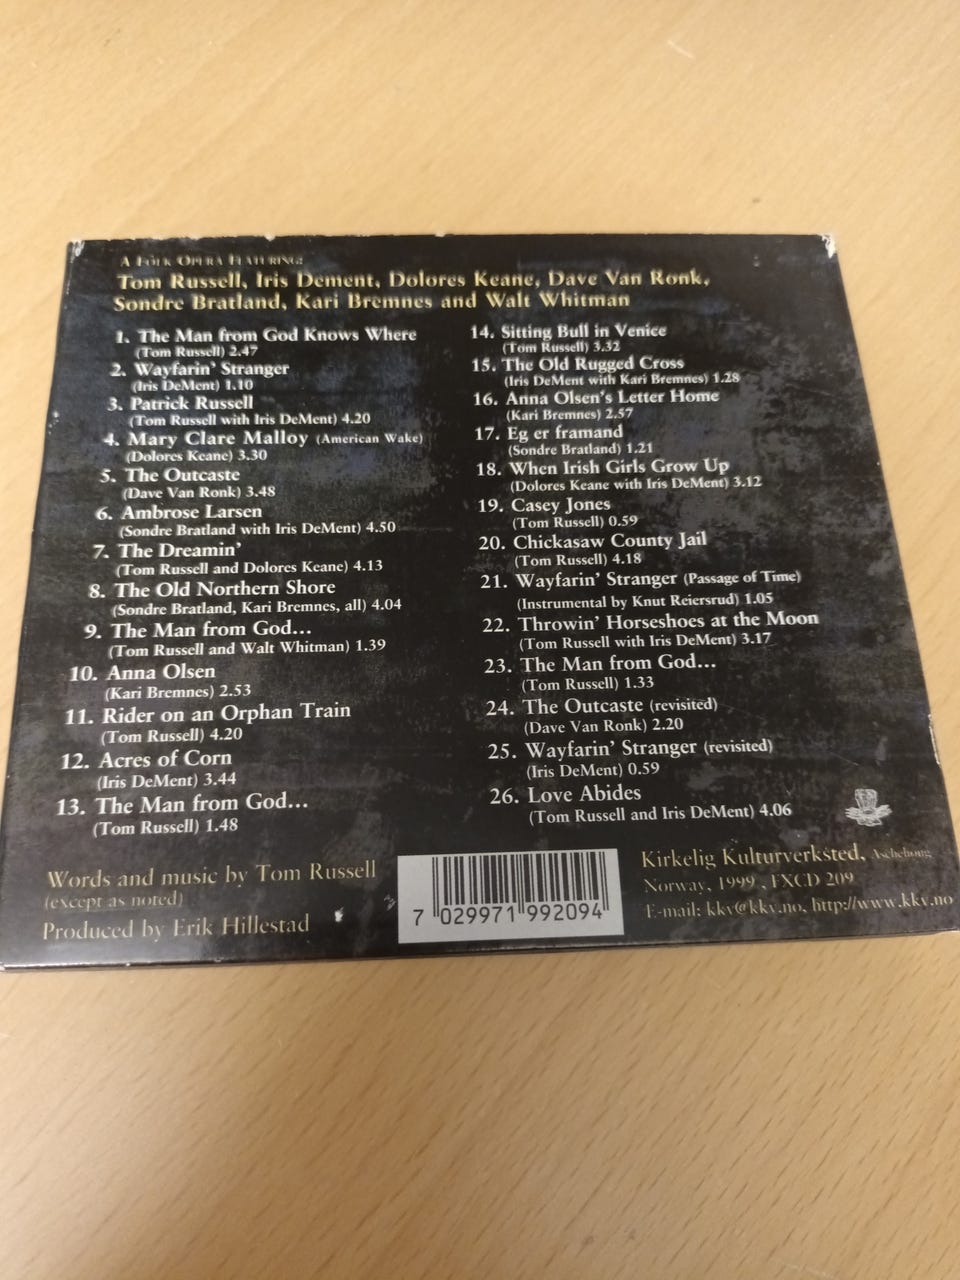 A Folk Opera Featuring:
Tom Russell, Iris Dement, Dolores Keane, Dave Van Ronk,
Sondre Bratland, Kari Bremnes and Walt Whitman
1. The Man from God Knows Where
(Tom Russell) 2.47
2. Wayfarin' Stranger
(Iris DeMent) 1.10
3. Patrick Russell
(Tom Russell with Iris DeMent) 4.20
4. Mary Clare Malloy (American Wake)
(Dolores Keane) 3.30
5. The Outcaste
(Dave Van Ronk) 3.48
6. Ambrose Larsen
(Sondre Bratland with Iris DeMent) 4.50
7. The Dreamin'
(Tom Russell and Dolores Keane) 4.13
8. The Old Northern Shore
(Sondre Bratland, Kari Bremnes, all) 4.04
9. The Man from God...
(Tom Russell and Walt Whitman) 1.39
10. Anna Olsen
(Kari Bremnes) 2.53
11. Rider on an Orphan Train
(Tom Russell) 4.20
12. Acres of Corn
(Iris DeMent) 3.44
13. The Man from God...
(Tom Russell) 1.48
14. Sitting Bull in Venice
(Tom Russell) 3.32
15. The Old Rugged Cross
(Iris DeMent with Kari Bremnes) 1.28
16. Anna Olsen's Letter Home
(Kari Bremnes) 2.57
17. Eg er framand
(Sondre Bratland) 1.21
18. When Irish Girls Grow Up
(Dolores Keane with Iris DeMent) 3.12
19. Casey Jones
(Tom Russell) 0.59
20. Chickasaw County Jail
(Tom Russell) 4.18
21. Wayfarin' Stranger (Passage of Time)
(Instrumental by Knut Reiersrud) 1.05
22. Throwin' Horseshoes at the Moon
(Tom Russell with Iris DeMent) 3.17
23. The Man from God...
(Tom Russell) 1.33
24. The Outcaste (revisited)
(Dave Van Ronk) 2.20
25. Wayfarin' Stranger (revisited)
(Iris DeMent) 0.59
26. Love Abides
(Tom Russell and Iris DeMent) 4.06
Words and music by Tom Russell
(except as noted)
Produced by Erik Hillestad
7 029971 992094
Kirkelig Kulturverksted, Aschehoug
Norway, 1999, FXCD 209
E-mail: kkv@kkv.no, http://www.kkv.no